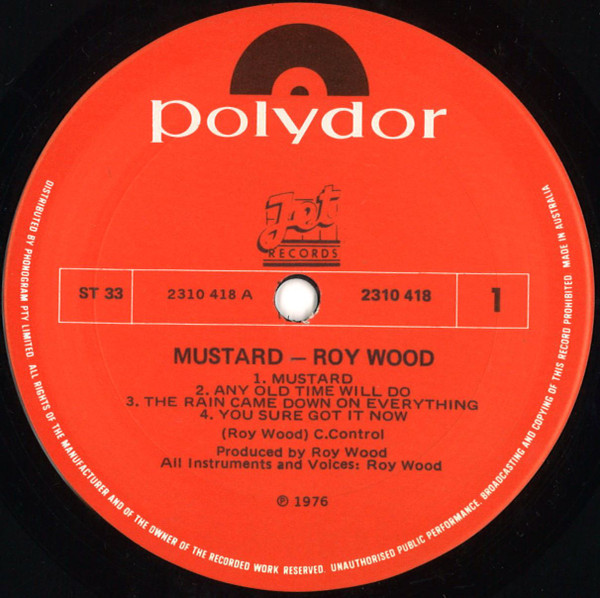 polydor
Jet
RECORDS
ST 33
2310 418 A
2310 418
1
MUSTARD – ROY WOOD
1. MUSTARD
2. ANY OLD TIME WILL DO
3. THE RAIN CAME DOWN ON EVERYTHING
4. YOU SURE GOT IT NOW
(Roy Wood) C.Control
Produced by Roy Wood
All Instruments and Voices: Roy Wood
℗ 1976
DISTRIBUTED BY PHONOGRAM PTY LIMITED. ALL RIGHTS OF THE MANUFACTURER AND OF THE OWNER OF THE RECORDED WORK RESERVED. UNAUTHORISED PUBLIC PERFORMANCE, BROADCASTING AND COPYING OF THIS RECORD PROHIBITED. MADE IN AUSTRALIA